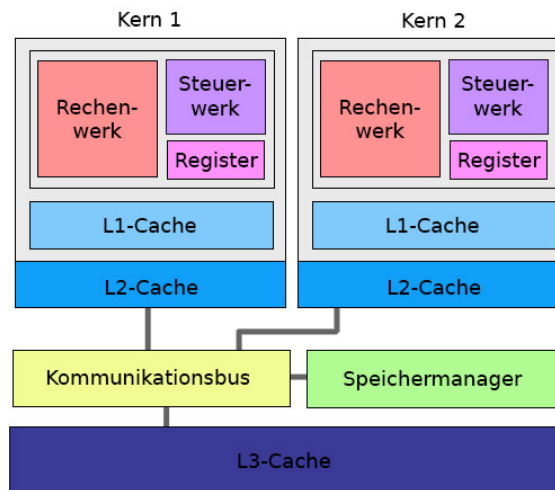 Kern 1
Kern 2
Rechen-
werk
Steuer-
werk
Register
L1-Cache
L2-Cache
Rechen-
werk
Steuer-
werk
Register
L1-Cache
L2-Cache
Kommunikationsbus
Speichermanager
L3-Cache